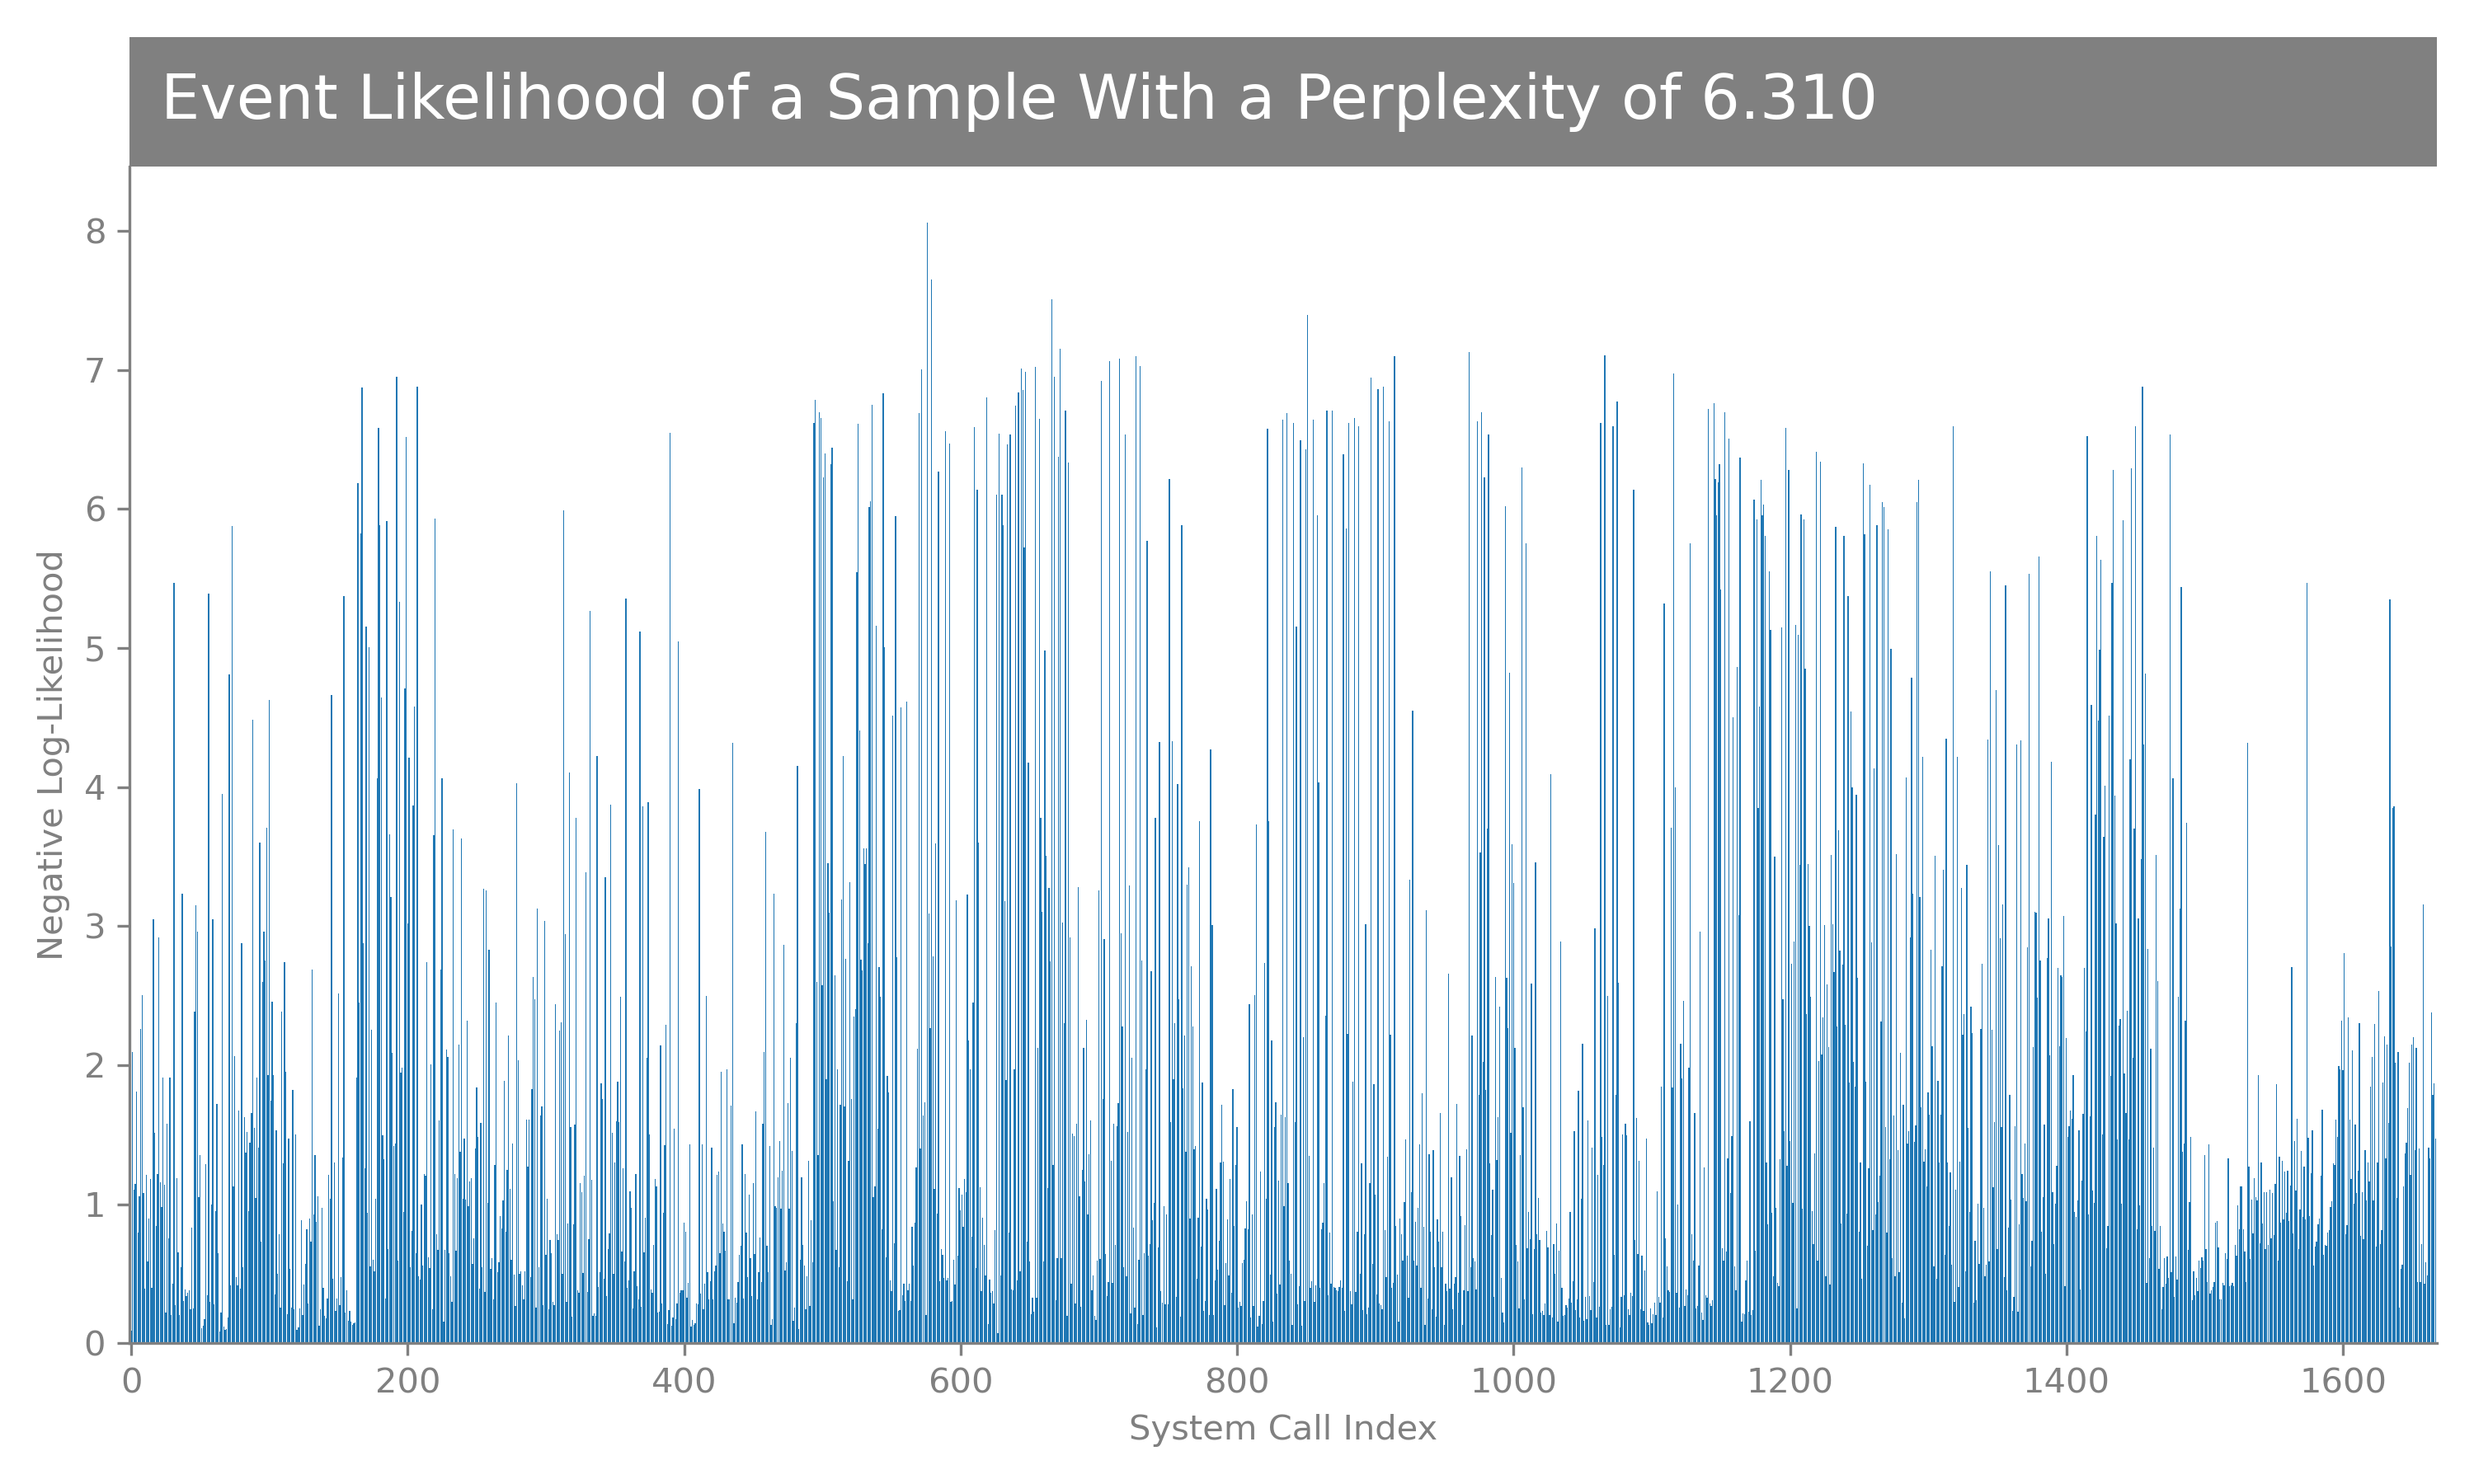 Event Likelihood of a Sample With a Perplexity of 6.310
8
7
6
5
4
3
2
1
0
Negative Log-Likelihood
0 200 400 600 800 1000 1200 1400 1600
System Call Index